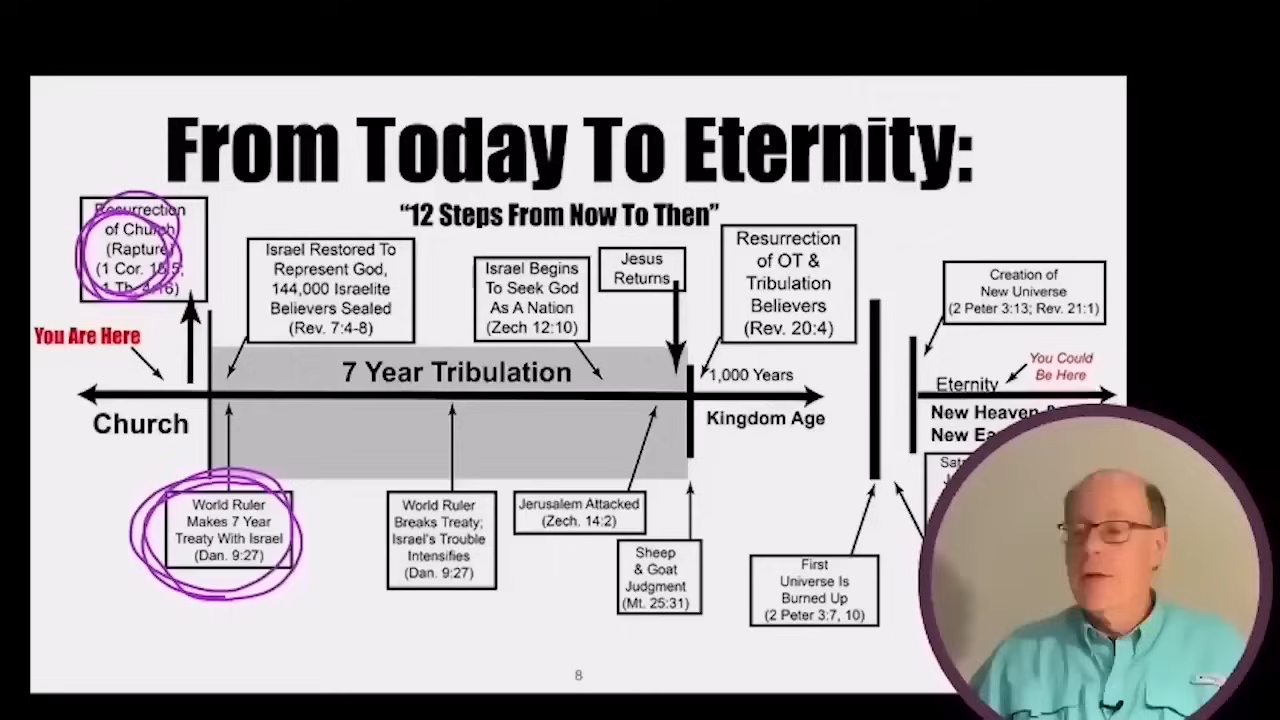 From Today To Eternity:
“12 Steps From Now To Then”
Resurrection
of Church
(Rapture)
(1 Cor.
Israel Restored To
Represent God,
144,000 Israelite
Believers Sealed
(Rev. 7:4-8)
Israel Begins
To Seek God
As A Nation
(Zech 12:10)
Jesus
Returns
Resurrection
of OT &
Tribulation
Believers
(Rev. 20:4)
Creation of
New Universe
(2 Peter 3:13; Rev. 21:1)
You Are Here
7 Year Tribulation
1,000 Years
You Could
Be Here
Eternity
Church
Kingdom Age
New Heaven
New
World Ruler
Makes 7 Year
Treaty With Israel
(Dan. 9:27)
World Ruler
Breaks Treaty;
Israel's Trouble
Intensifies
(Dan. 9:27)
Jerusalem Attacked
(Zech. 14:2)
Sheep
& Goat
Judgment
(Mt. 25:31)
First
Universe Is
Burned Up
(2 Peter 3:7, 10)
8